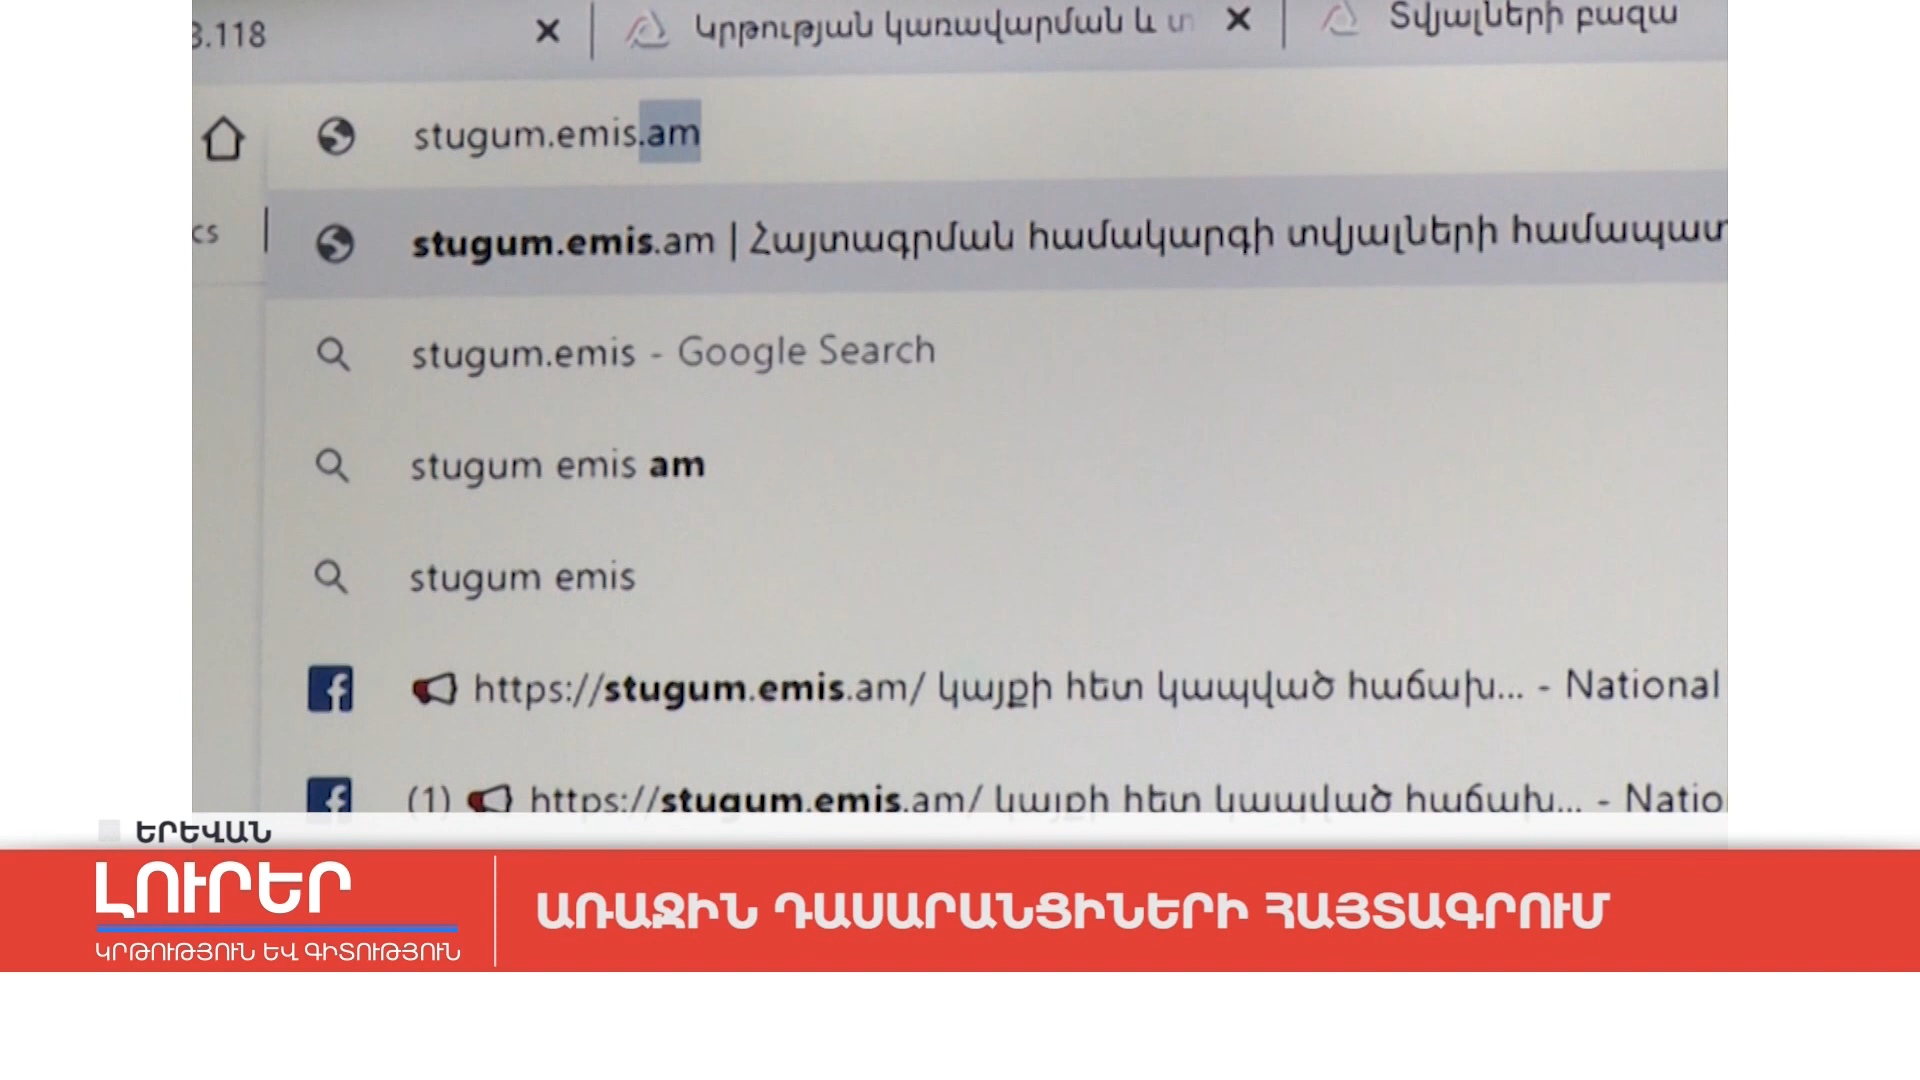 3.118
Կրթության կառավարման և տ
Տվյալների բազա
stugum.emis.am
cs
stugum.emis.am | Հայտագրման համակարգի տվյալների համապատ
stugum.emis - Google Search
stugum emis am
stugum emis
https://stugum.emis.am/ կայքի հետ կապված հաճախ... - National
(1) https://stugum.emis.am/ կայքի հետ կապված հաճախ... - Natio
ԵՐԵՎԱՆ
ԼՈՒՐԵՐ
ԿՐԹՈՒԹՅՈՒՆ ԵՎ ԳԻՏՈՒԹՅՈՒՆ
ԱՌԱՋԻՆ ԴԱՍԱՐԱՆՑԻՆԵՐԻ ՀԱՅՏԱԳՐՈՒՄ